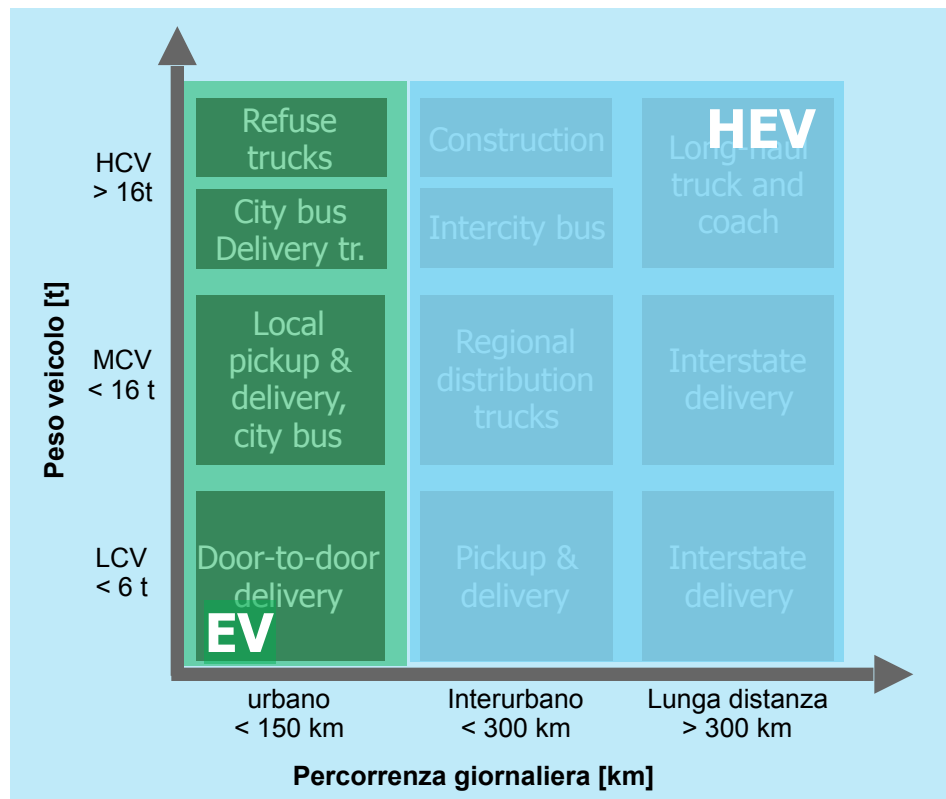 Peso veicolo [t]
HCV
> 16t
MCV
< 16 t
LCV
< 6 t
Refuse
trucks
City bus
Delivery tr.
Local
pickup &
delivery,
city bus
Door-to-door
delivery
EV
Construction
Intercity bus
Regional
distribution
trucks
Pickup &
delivery
HEV
Long-haul
truck and
coach
Interstate
delivery
Interstate
delivery
urbano
< 150 km
Interurbano
< 300 km
Lunga distanza
> 300 km
Percorrenza giornaliera [km]